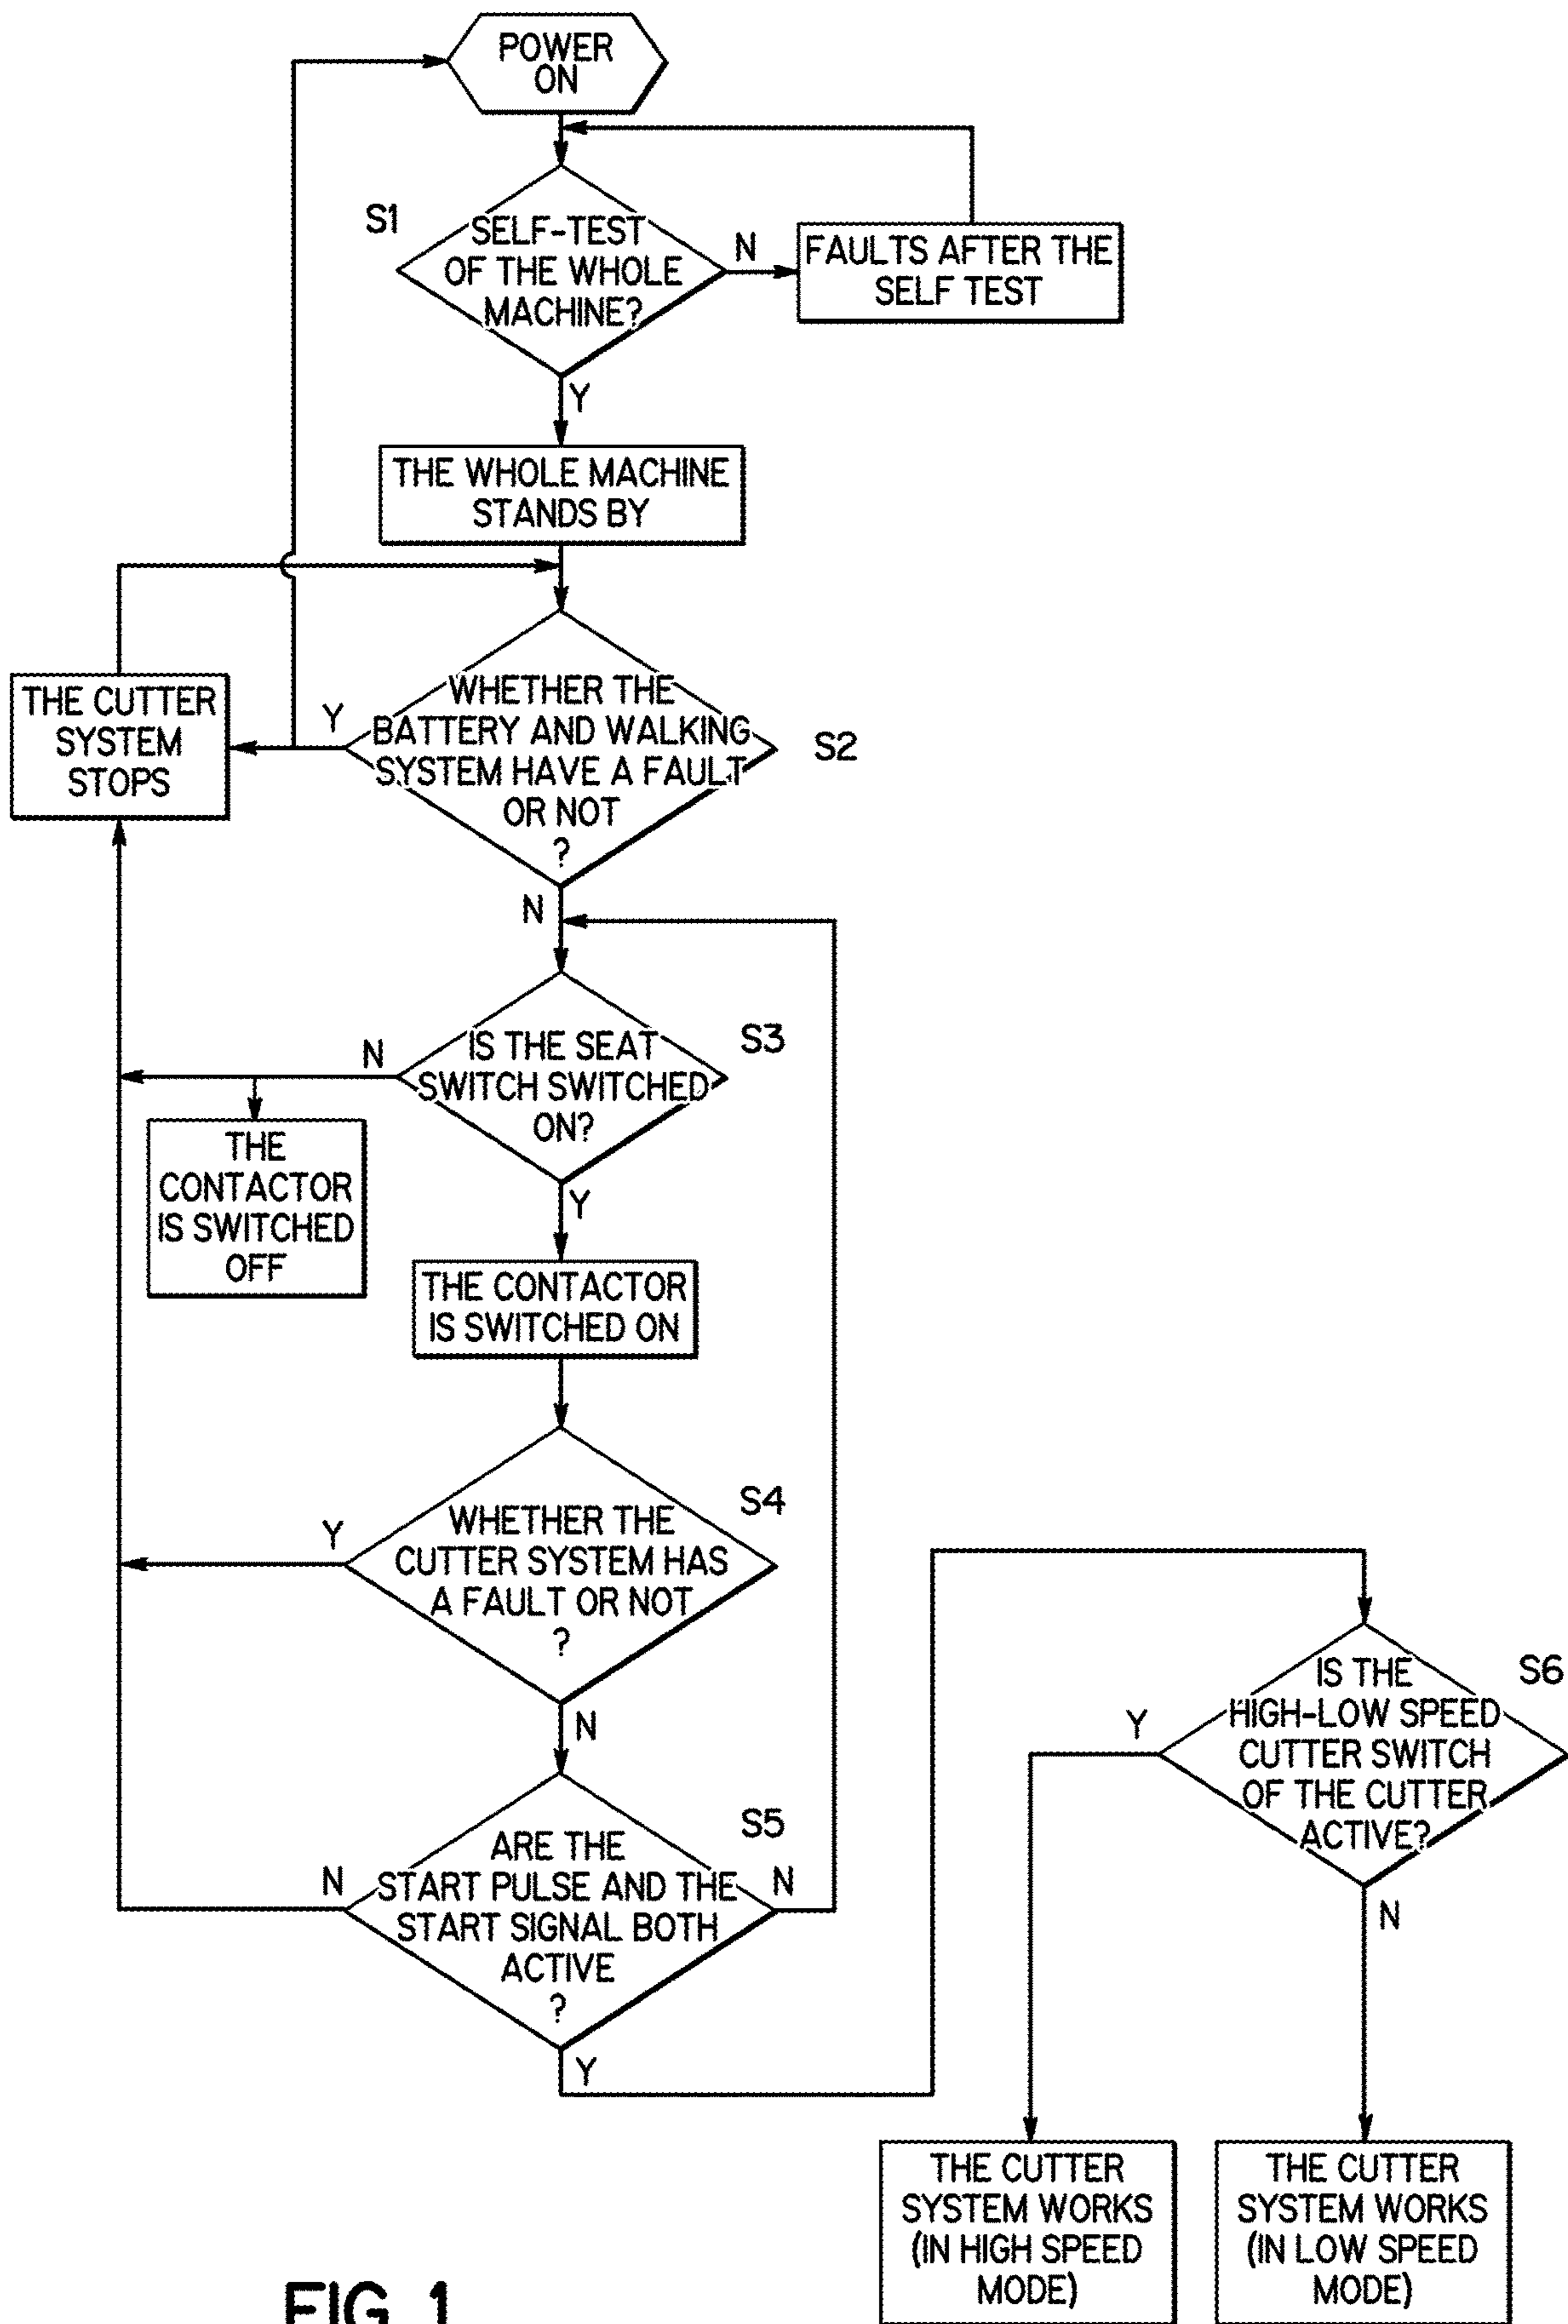 POWER
ON
S1
SELF-TEST
OF THE WHOLE
MACHINE?
N
FAULTS AFTER THE
SELF TEST
Y
THE WHOLE MACHINE
STANDS BY
THE CUTTER
SYSTEM
STOPS
Y
WHETHER THE
BATTERY AND WALKING
SYSTEM HAVE A FAULT
OR NOT
?
S2
N
N
IS THE SEAT
SWITCH SWITCHED
ON?
S3
THE
CONTACTOR
IS SWITCHED
OFF
Y
THE CONTACTOR
IS SWITCHED ON
Y
WHETHER THE
CUTTER SYSTEM HAS
A FAULT OR NOT
?
S4
N
N
ARE THE
START PULSE AND THE
START SIGNAL BOTH
ACTIVE
?
S5
N
Y
IS THE
HIGH-LOW SPEED
CUTTER SWITCH
OF THE CUTTER
ACTIVE?
S6
Y
N
THE CUTTER
SYSTEM WORKS
(IN HIGH SPEED
MODE)
THE CUTTER
SYSTEM WORKS
(IN LOW SPEED
MODE)
FIG. 1